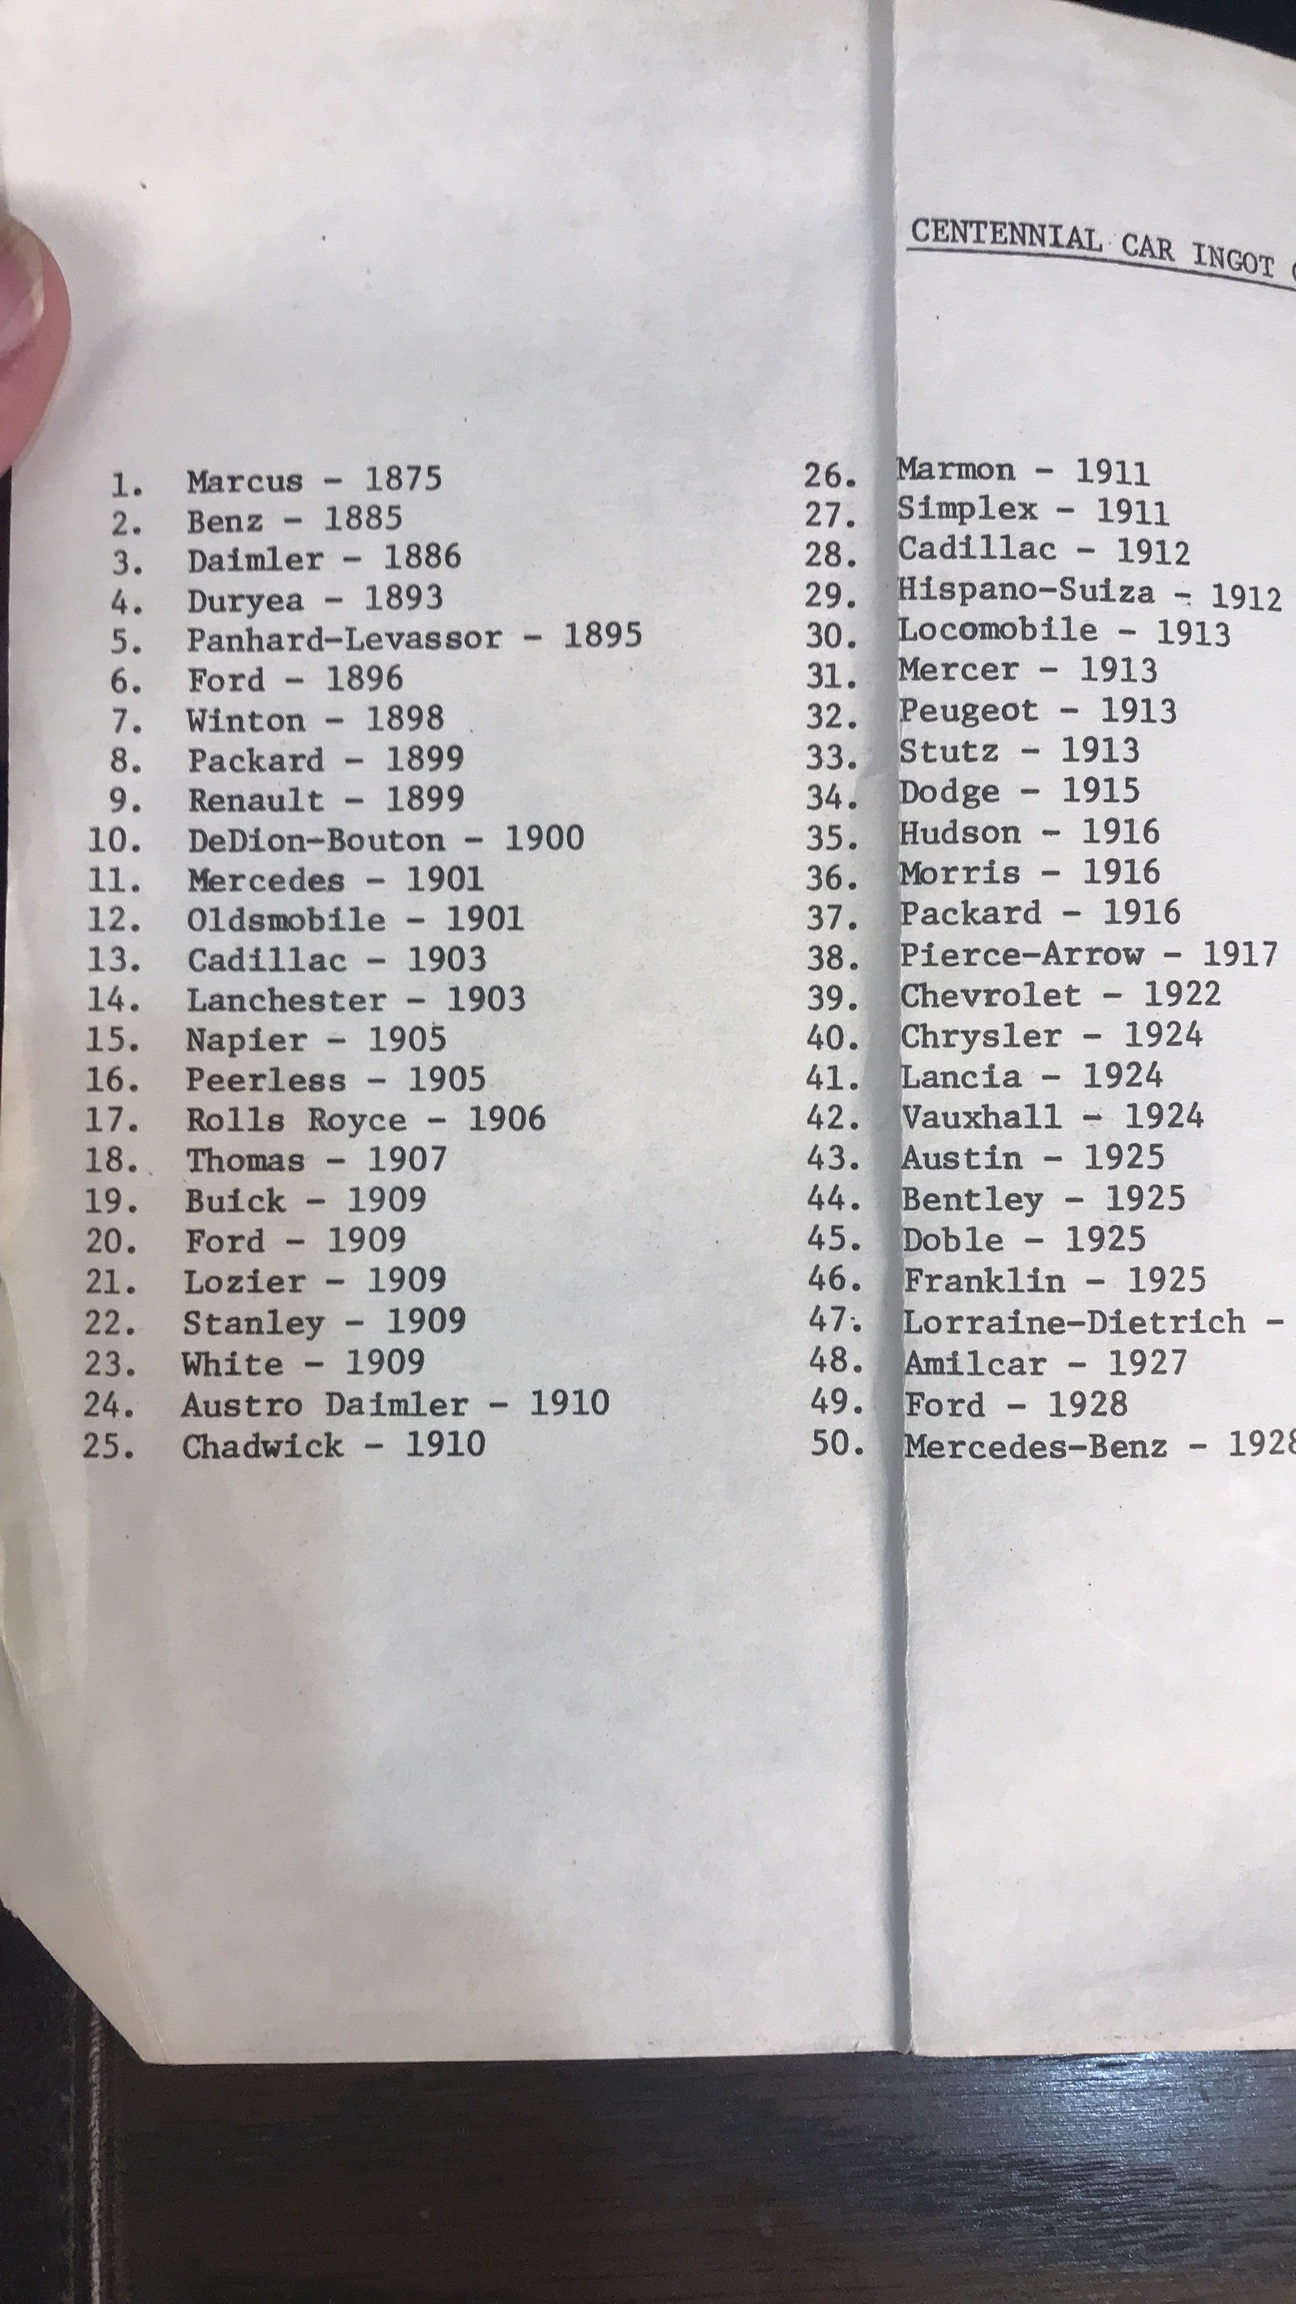 CENTENNIAL CAR INGOT
1. Marcus - 1875
2. Benz - 1885
3. Daimler - 1886
4. Duryea - 1893
5. Panhard-Levassor - 1895
6. Ford - 1896
7. Winton - 1898
8. Packard - 1899
9. Renault - 1899
10. DeDion-Bouton - 1900
11. Mercedes - 1901
12. Oldsmobile - 1901
13. Cadillac - 1903
14. Lanchester - 1903
15. Napier - 1905
16. Peerless - 1905
17. Rolls Royce - 1906
18. Thomas - 1907
19. Buick - 1909
20. Ford - 1909
21. Lozier - 1909
22. Stanley - 1909
23. White - 1909
24. Austro Daimler - 1910
25. Chadwick - 1910
26. Marmon - 1911
27. Simplex - 1911
28. Cadillac - 1912
29. Hispano-Suiza - 1912
30. Locomobile - 1913
31. Mercer - 1913
32. Peugeot - 1913
33. Stutz - 1913
34. Dodge - 1915
35. Hudson - 1916
36. Morris - 1916
37. Packard - 1916
38. Pierce-Arrow - 1917
39. Chevrolet - 1922
40. Chrysler - 1924
41. Lancia - 1924
42. Vauxhall - 1924
43. Austin - 1925
44. Bentley - 1925
45. Doble - 1925
46. Franklin - 1925
47. Lorraine-Dietrich -
48. Amilcar - 1927
49. Ford - 1928
50. Mercedes-Benz - 1928